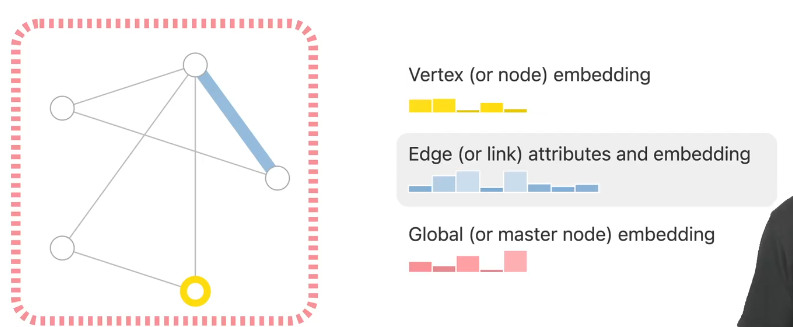 Vertex (or node) embedding
Edge (or link) attributes and embedding
Global (or master node) embedding